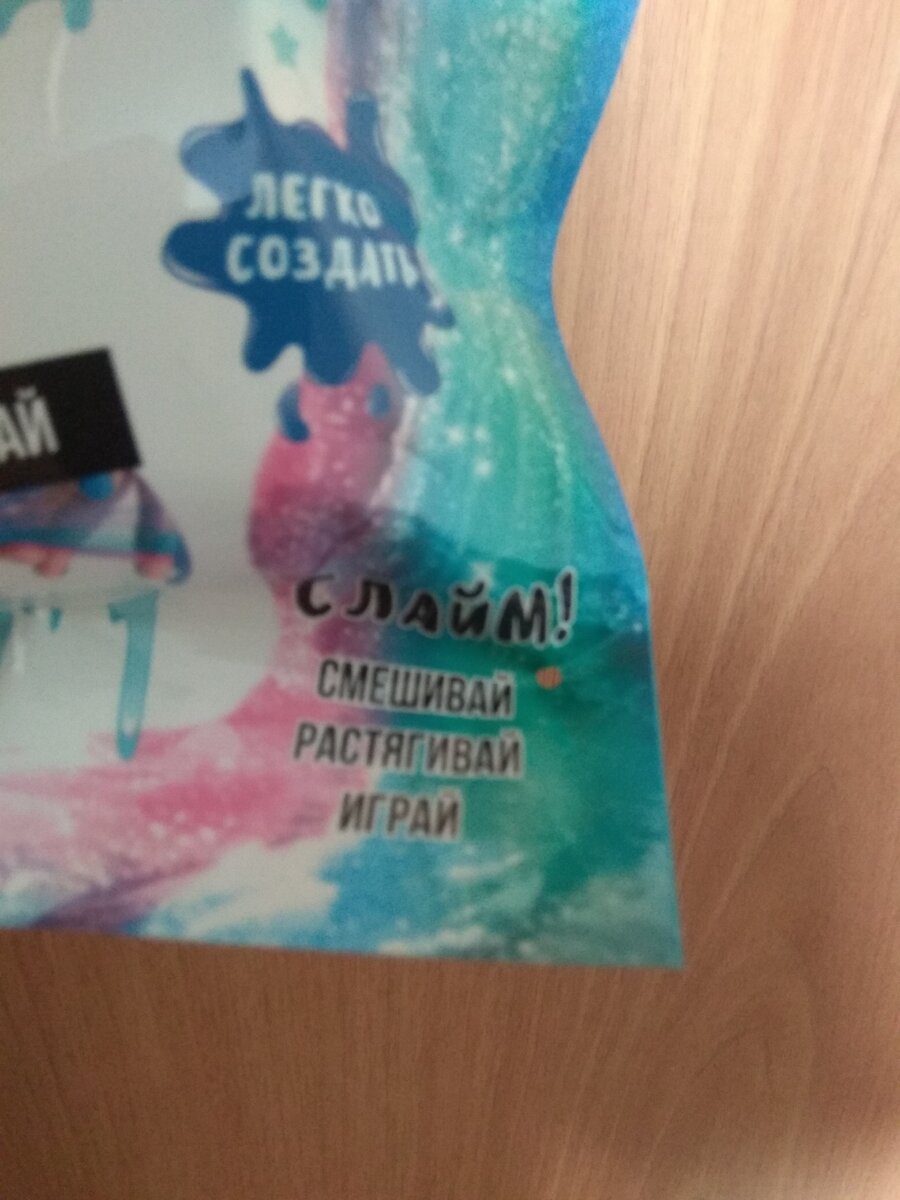 ЛЕГКО
СОЗДАТЬ
АЙ
СЛАЙМ!
СМЕШИВАЙ
РАСТЯГИВАЙ
ИГРАЙ